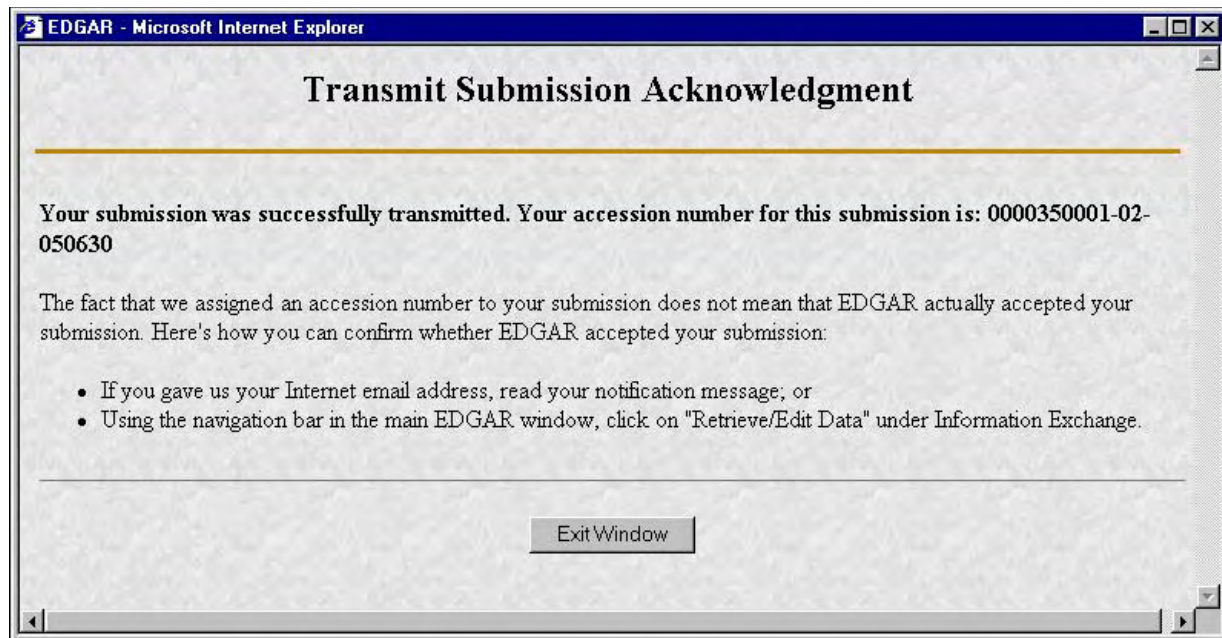 EDGAR - Microsoft Internet Explorer
Transmit Submission Acknowledgment
Your submission was successfully transmitted. Your accession number for this submission is: 0000350001-02-
050630
The fact that we assigned an accession number to your submission does not mean that EDGAR actually accepted your
submission. Here's how you can confirm whether EDGAR accepted your submission:
• If you gave us your Internet email address, read your notification message; or
• Using the navigation bar in the main EDGAR window, click on "Retrieve/Edit Data" under Information Exchange.
Exit Window